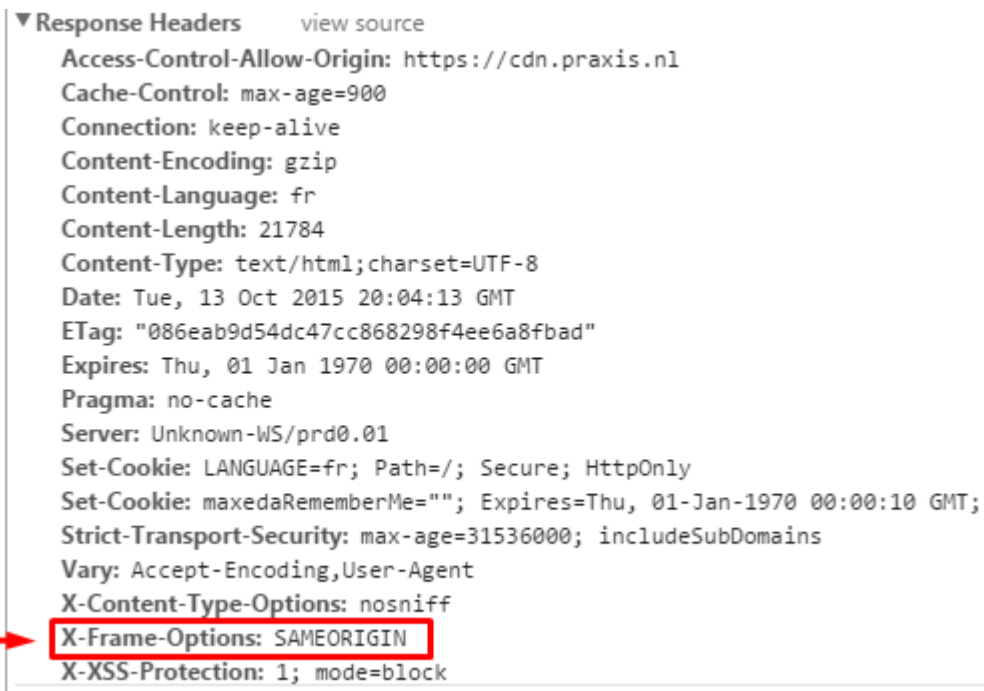 ▼Response Headers view source
Access-Control-Allow-Origin: https://cdn.praxis.nl
Cache-Control: max-age=900
Connection: keep-alive
Content-Encoding: gzip
Content-Language: fr
Content-Length: 21784
Content-Type: text/html;charset=UTF-8
Date: Tue, 13 Oct 2015 20:04:13 GMT
ETag: "086eab9d54dc47cc868298f4ee6a8fbad"
Expires: Thu, 01 Jan 1970 00:00:00 GMT
Pragma: no-cache
Server: Unknown-WS/prd0.01
Set-Cookie: LANGUAGE=fr; Path=/; Secure; HttpOnly
Set-Cookie: maxedaRememberMe=""; Expires=Thu, 01-Jan-1970 00:00:10 GMT;
Strict-Transport-Security: max-age=31536000; includeSubDomains
Vary: Accept-Encoding,User-Agent
X-Content-Type-Options: nosniff
X-Frame-Options: SAMEORIGIN
X-XSS-Protection: 1; mode=block